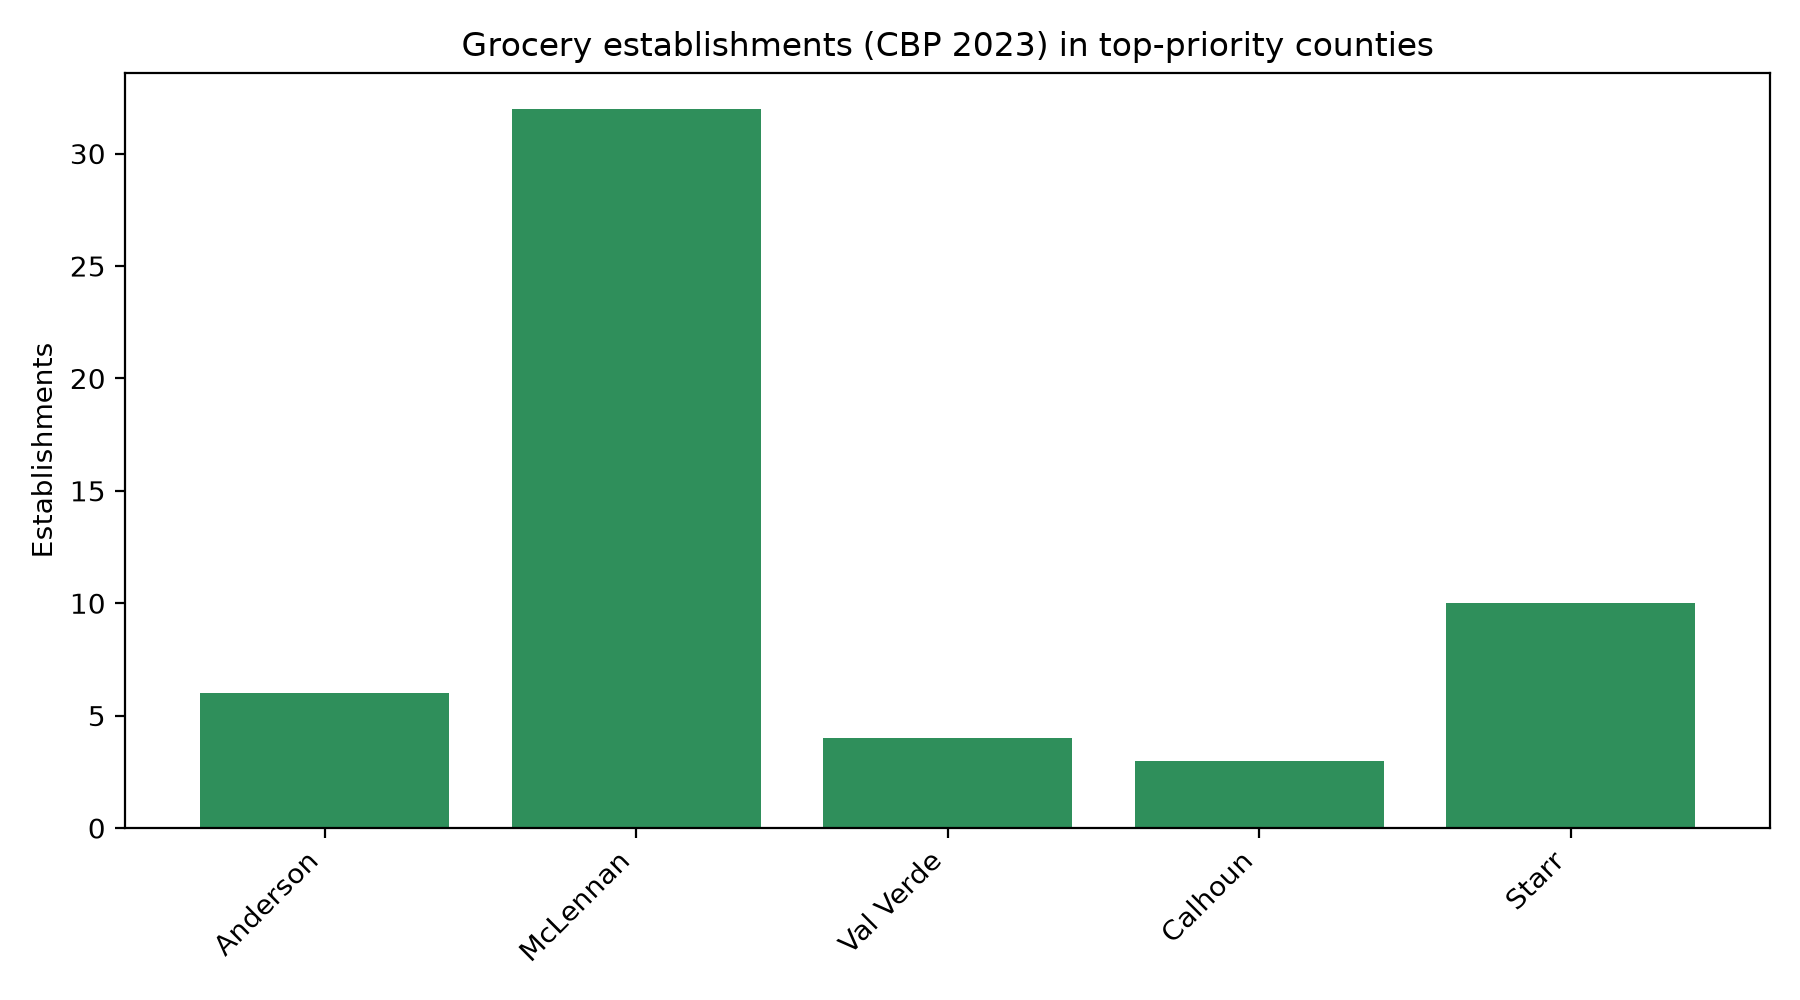 Grocery establishments (CBP 2023) in top-priority counties
Establishments
30
25
20
15
10
5
0
Anderson
McLennan
Val Verde
Calhoun
Starr